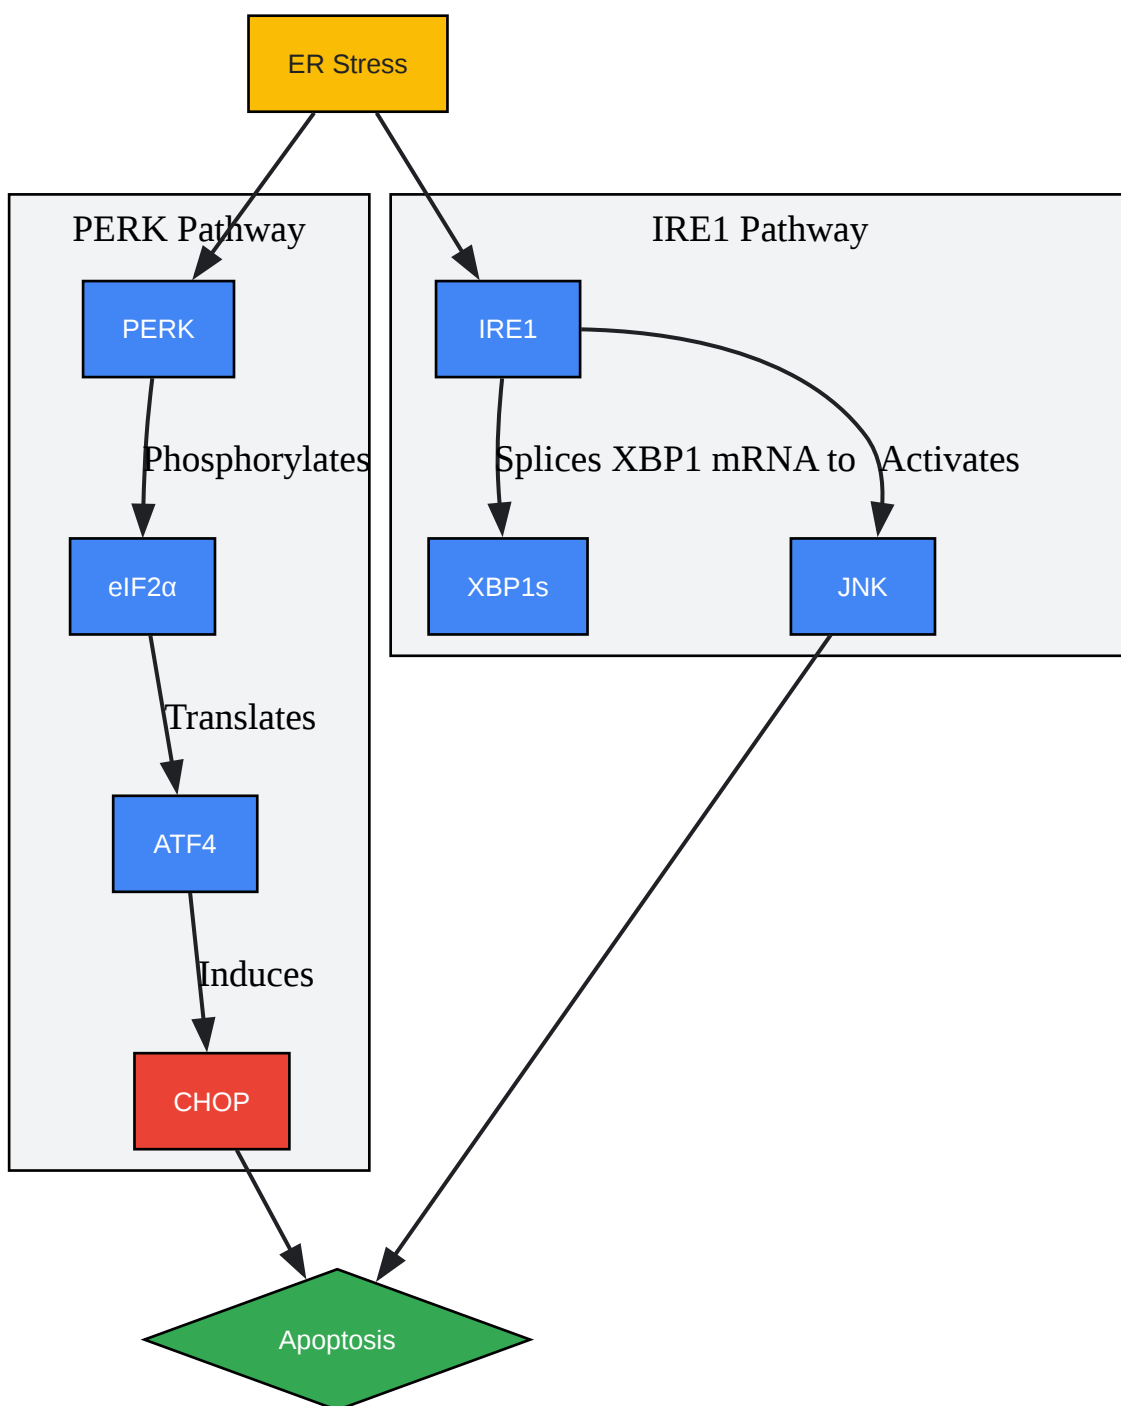 ER Stress
PERK Pathway
IRE1 Pathway
PERK
IRE1
Phosphorylates
Splices XBP1 mRNA to
Activates
eIF2α
XBP1s
JNK
Translates
ATF4
Induces
CHOP
Apoptosis